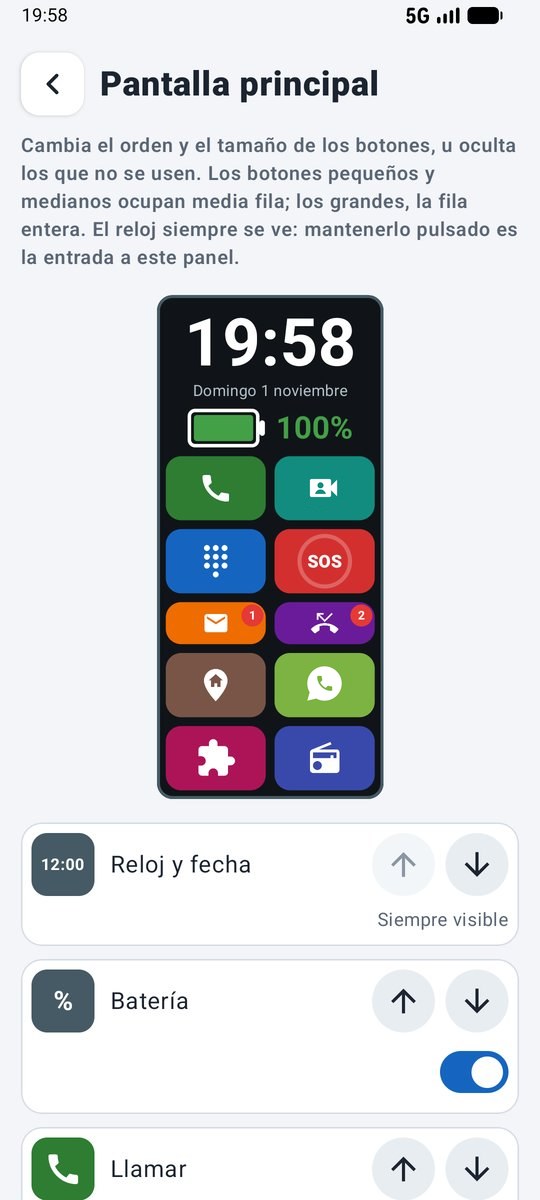 19:58
5G
Pantalla principal
Cambia el orden y el tamaño de los botones, u oculta
los que no se usen. Los botones pequeños y
medianos ocupan media fila; los grandes, la fila
entera. El reloj siempre se ve: mantenerlo pulsado es
la entrada a este panel.
19:58
Domingo 1 noviembre
100%
SOS
1
2
12:00
Reloj y fecha
Siempre visible
%
Batería
Llamar